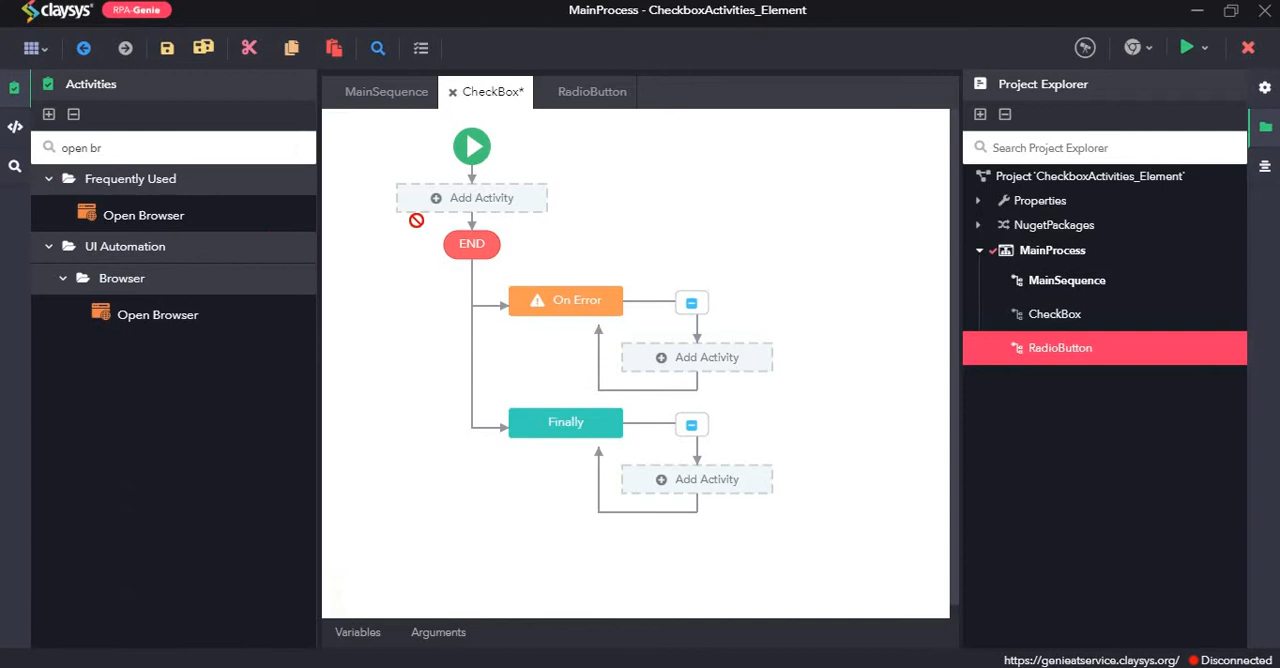 claysys
RPA-Genie
MainProcess - CheckboxActivities_Element
Activities
open br
Frequently Used
Open Browser
UI Automation
Browser
Open Browser
MainSequence
CheckBox*
RadioButton
Add Activity
END
On Error
Add Activity
Finally
Add Activity
Variables
Arguments
Project Explorer
Search Project Explorer
Project 'CheckboxActivities_Element'
Properties
NugetPackages
MainProcess
MainSequence
CheckBox
RadioButton
https://genieatservice.claysys.org/
Disconnected